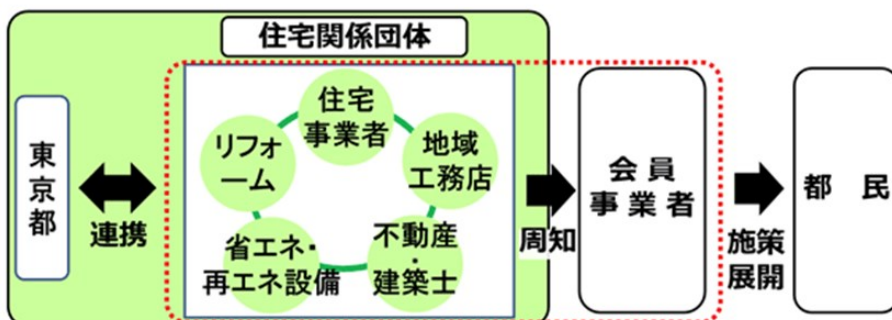 住宅関係団体
東京都
連携
住宅
事業者
リフォ
ーム
地域
工務店
省エネ・
再エネ設備
不動産
・
建築士
周知
会員
事業者
施策
展開
都民